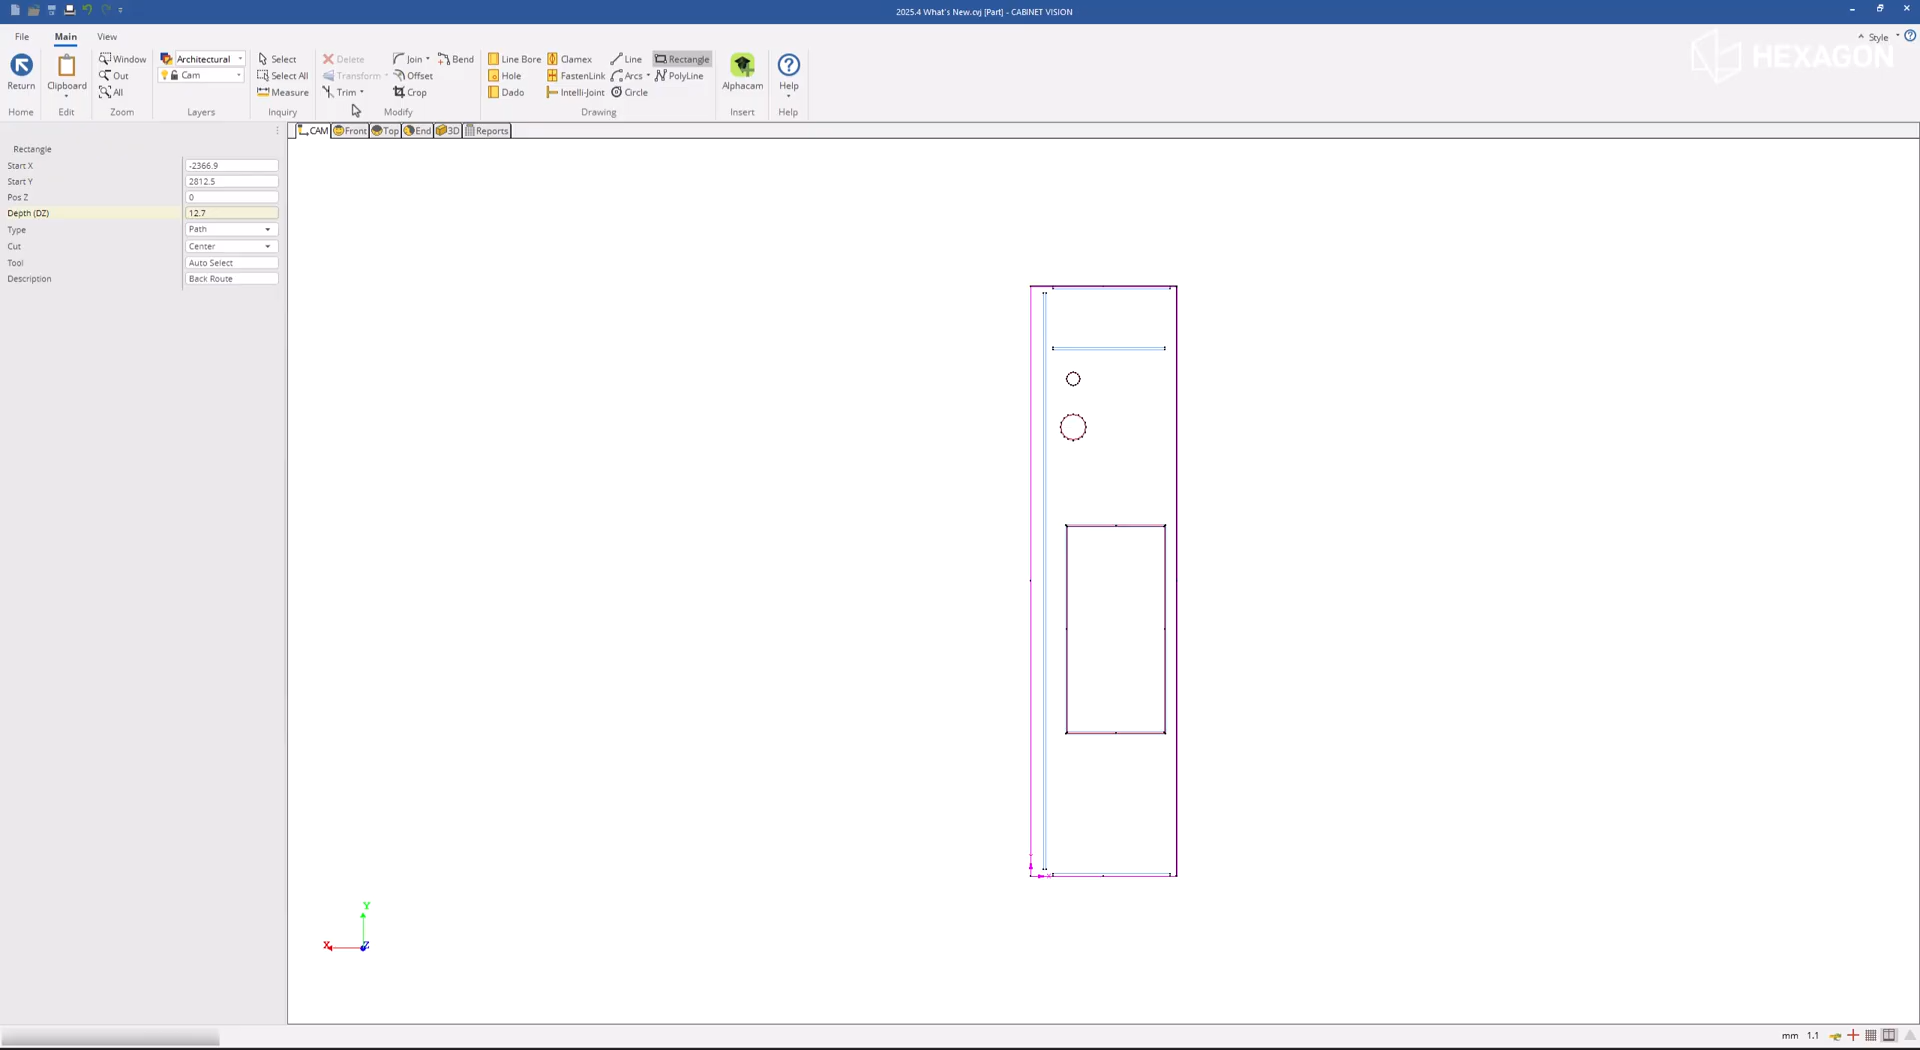 2025.4 What's New.cvj [Part] - CABINET VISION
File Main View Style
Return Clipboard Window Out All Architectural Cam Select Select All Measure Delete Transform Trim Join Offset Crop Bend Line Bore Hole Dado Clamex FastenLink Intelli-Joint Line Arcs Circle Rectangle PolyLine Alphacam Help
HEXAGON
Home Edit Zoom Layers Inquiry Modify Drawing Insert Help
CAM Front Top End 3D Reports
Rectangle
Start X -2366.9
Start Y 2812.5
Pos Z 0
Depth (DZ) 12.7
Type Path
Cut Center
Tool Auto Select
Description Back Route
Y
X Z
X
mm 1.1